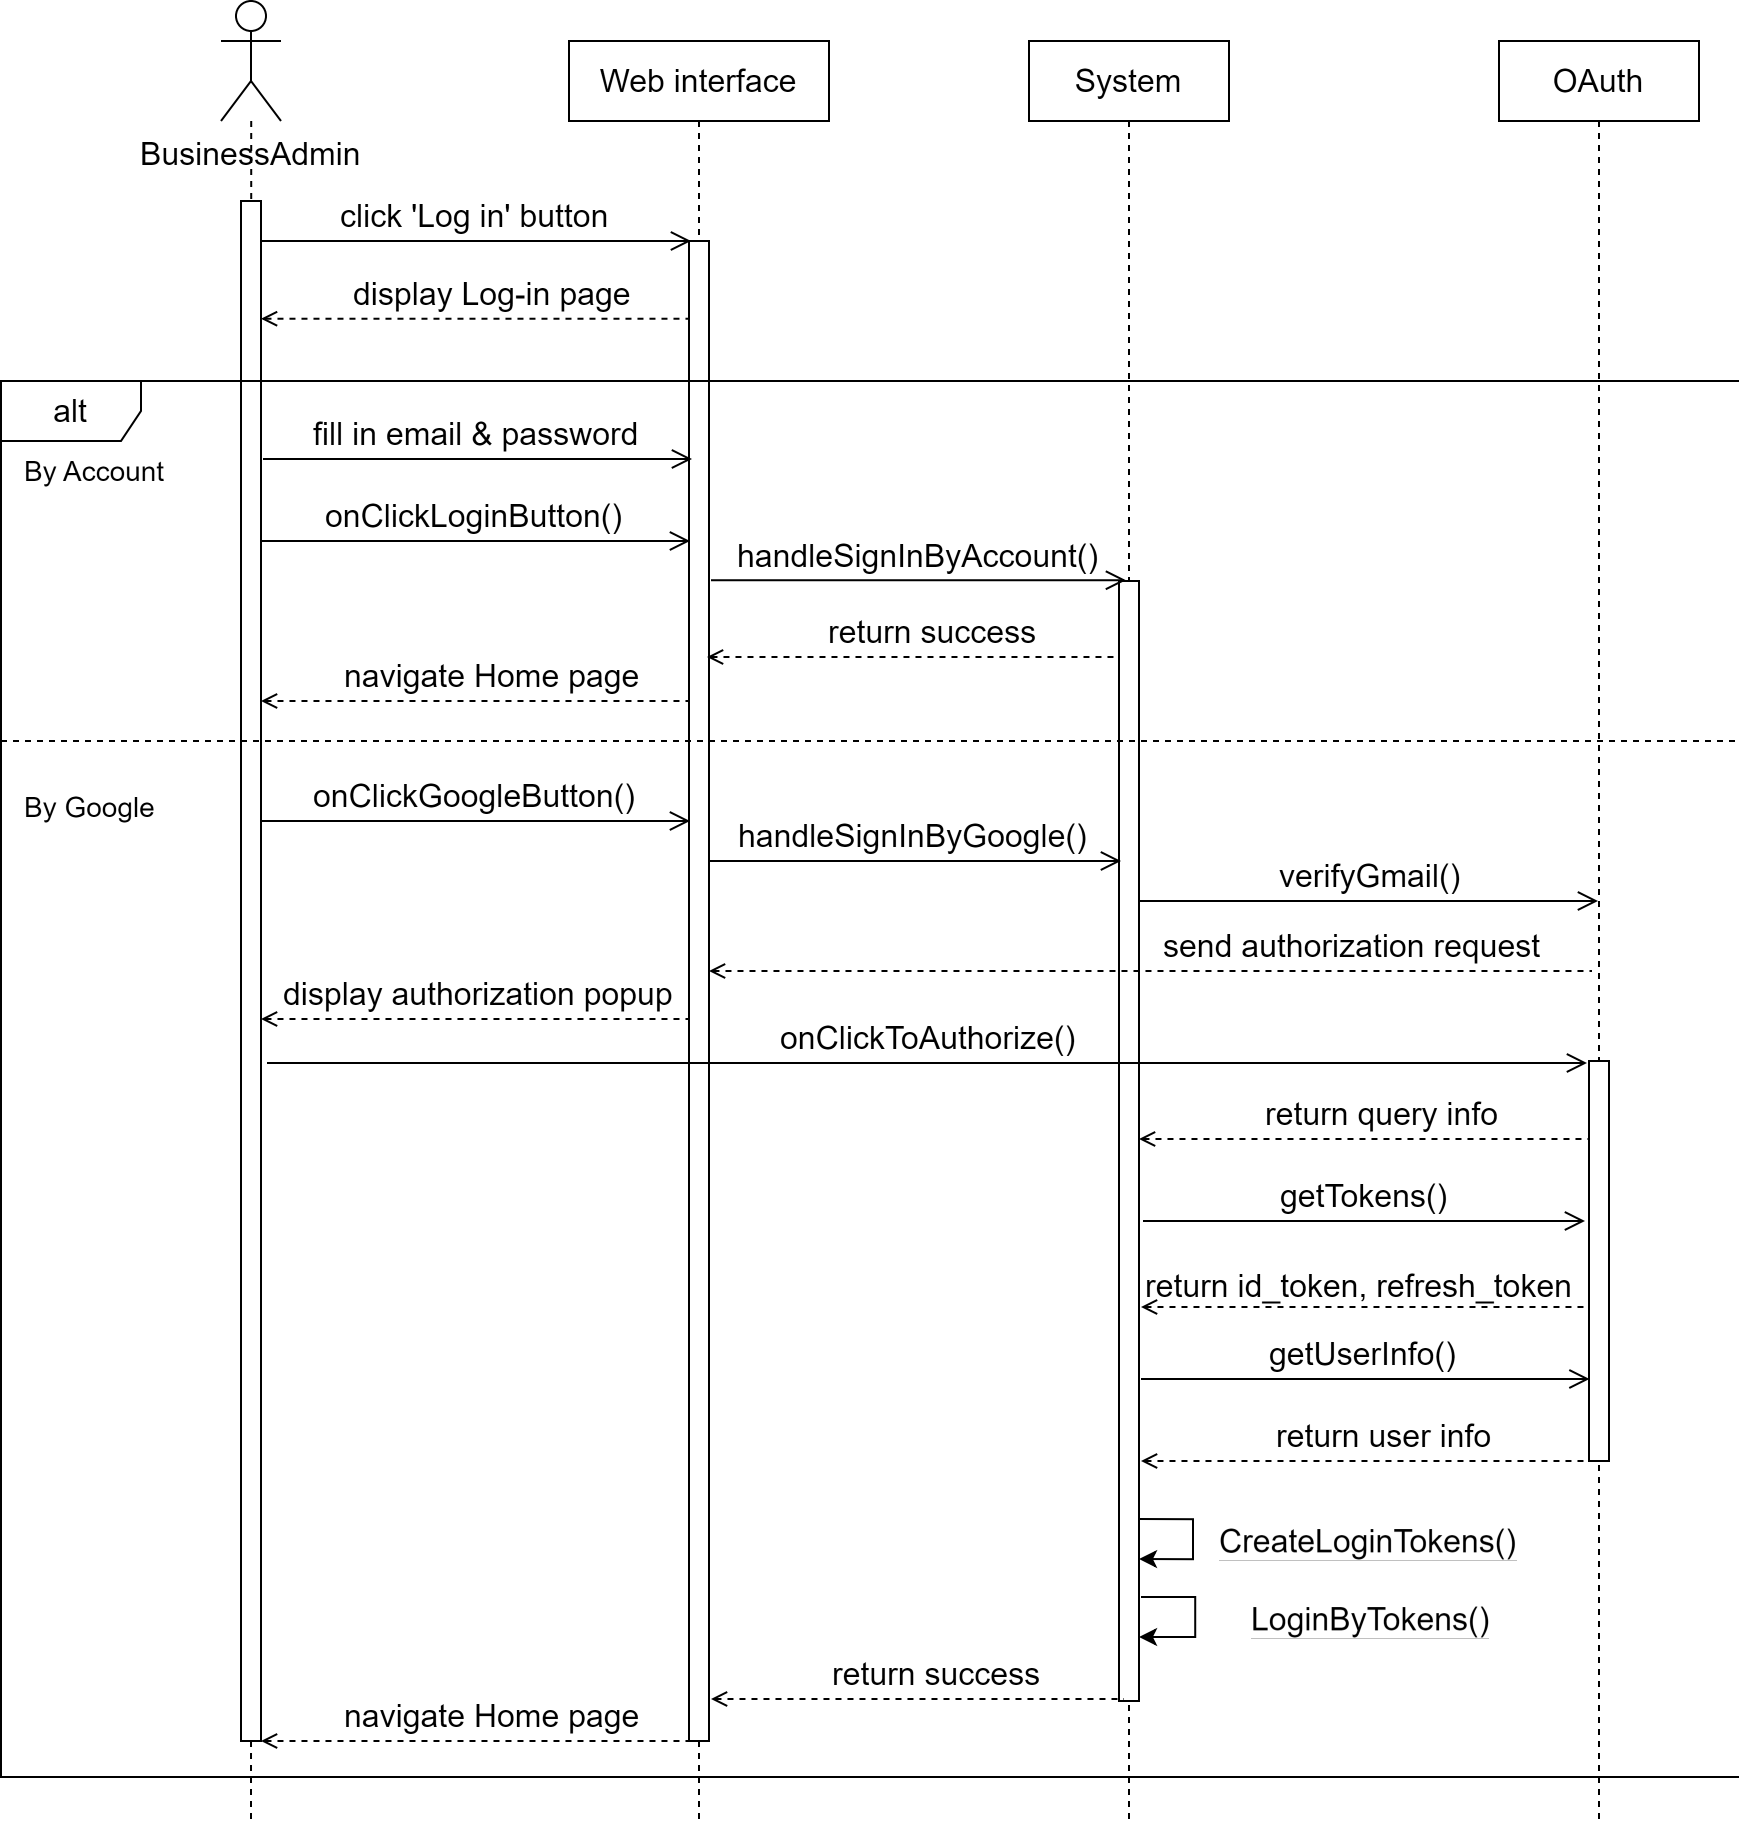 Web interface
System
OAuth
BusinessAdmin
click 'Log in' button
display Log-in page
alt
fill in email & password
By Account
onClickLoginButton()
handleSignInByAccount()
return success
navigate Home page
onClickGoogleButton()
By Google
handleSignInByGoogle()
verifyGmail()
send authorization request
display authorization popup
onClickToAuthorize()
return query info
getTokens()
return id_token, refresh_token
getUserInfo()
return user info
CreateLoginTokens()
LoginByTokens()
return success
navigate Home page